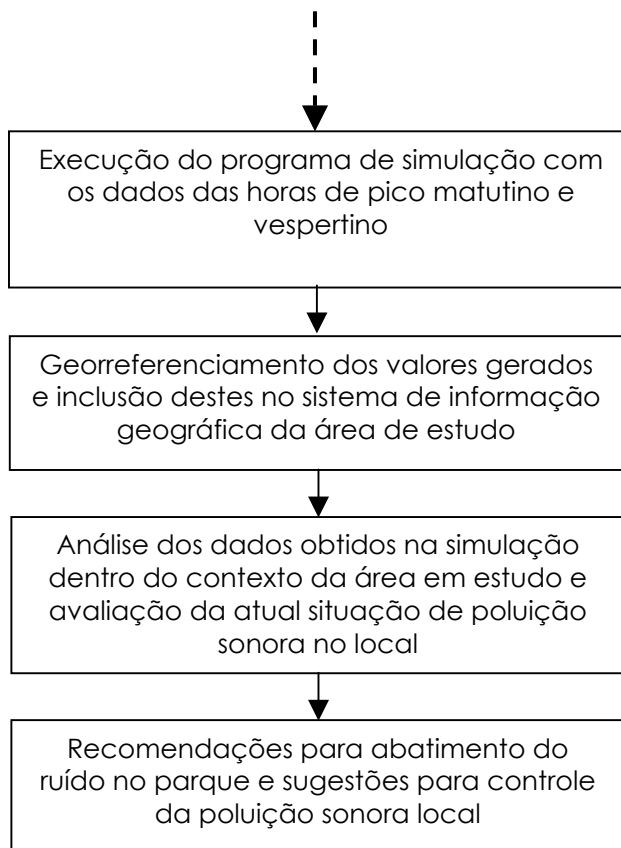 Execução do programa de simulação com
os dados das horas de pico matutino e
vespertino
Georreferenciamento dos valores gerados
e inclusão destes no sistema de informação
geográfica da área de estudo
Análise dos dados obtidos na simulação
dentro do contexto da área em estudo e
avaliação da atual situação de poluição
sonora no local
Recomendações para abatimento do
ruído no parque e sugestões para controle
da poluição sonora local